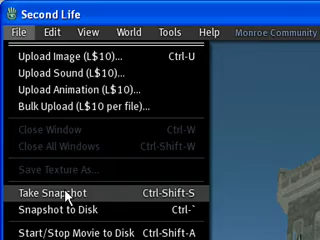 Second Life
File Edit View World Tools Help Monroe Community
Upload Image (L$10)... Ctrl-U
Upload Sound (L$10)...
Upload Animation (L$10)...
Bulk Upload (L$10 per file)...
Close Window Ctrl-W
Close All Windows Ctrl-Shift-W
Save Texture As...
Take Snapshot Ctrl-Shift-S
Snapshot to Disk Ctrl-`
Start/Stop Movie to Disk Ctrl-Shift-A